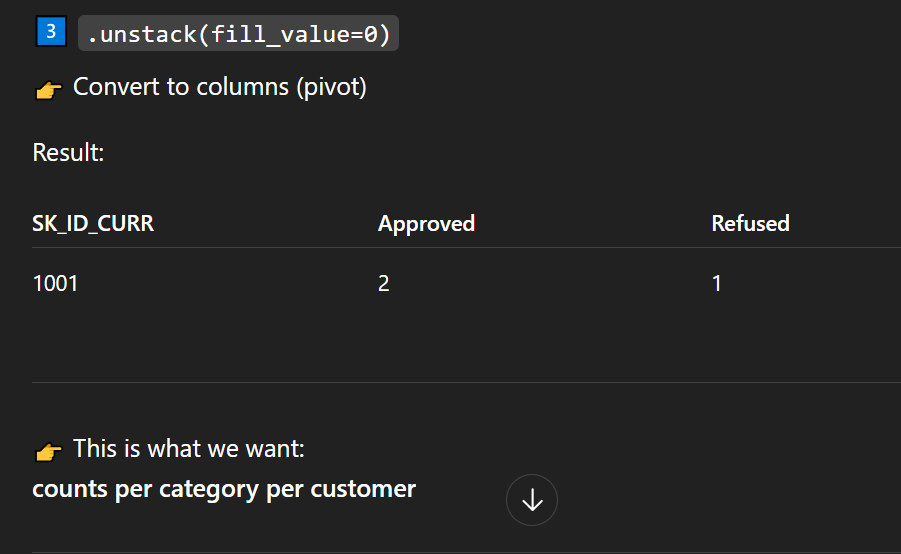 3 .unstack(fill_value=0)
👉 Convert to columns (pivot)
Result:
SK_ID_CURR Approved Refused
1001 2 1
👉 This is what we want:
counts per category per customer